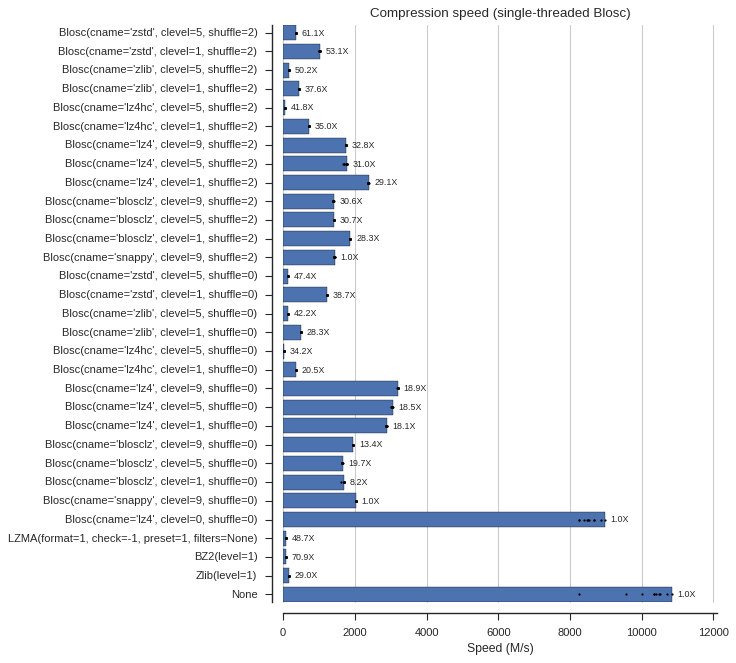 Compression speed (single-threaded Blosc)
Blosc(cname='zstd', clevel=5, shuffle=2) 61.1X
Blosc(cname='zstd', clevel=1, shuffle=2) 53.1X
Blosc(cname='zlib', clevel=5, shuffle=2) 50.2X
Blosc(cname='zlib', clevel=1, shuffle=2) 37.6X
Blosc(cname='lz4hc', clevel=5, shuffle=2) 41.8X
Blosc(cname='lz4hc', clevel=1, shuffle=2) 35.0X
Blosc(cname='lz4', clevel=9, shuffle=2) 32.8X
Blosc(cname='lz4', clevel=5, shuffle=2) 31.0X
Blosc(cname='lz4', clevel=1, shuffle=2) 29.1X
Blosc(cname='blosclz', clevel=9, shuffle=2) 30.6X
Blosc(cname='blosclz', clevel=5, shuffle=2) 30.7X
Blosc(cname='blosclz', clevel=1, shuffle=2) 28.3X
Blosc(cname='snappy', clevel=9, shuffle=2) 1.0X
Blosc(cname='zstd', clevel=5, shuffle=0) 47.4X
Blosc(cname='zstd', clevel=1, shuffle=0) 38.7X
Blosc(cname='zlib', clevel=5, shuffle=0) 42.2X
Blosc(cname='zlib', clevel=1, shuffle=0) 28.3X
Blosc(cname='lz4hc', clevel=5, shuffle=0) 34.2X
Blosc(cname='lz4hc', clevel=1, shuffle=0) 20.5X
Blosc(cname='lz4', clevel=9, shuffle=0) 18.9X
Blosc(cname='lz4', clevel=5, shuffle=0) 18.5X
Blosc(cname='lz4', clevel=1, shuffle=0) 18.1X
Blosc(cname='blosclz', clevel=9, shuffle=0) 13.4X
Blosc(cname='blosclz', clevel=5, shuffle=0) 19.7X
Blosc(cname='blosclz', clevel=1, shuffle=0) 8.2X
Blosc(cname='snappy', clevel=9, shuffle=0) 1.0X
Blosc(cname='lz4', clevel=0, shuffle=0) 1.0X
LZMA(format=1, check=-1, preset=1, filters=None) 48.7X
BZ2(level=1) 70.9X
Zlib(level=1) 29.0X
None 1.0X
0 2000 4000 6000 8000 10000 12000
Speed (M/s)